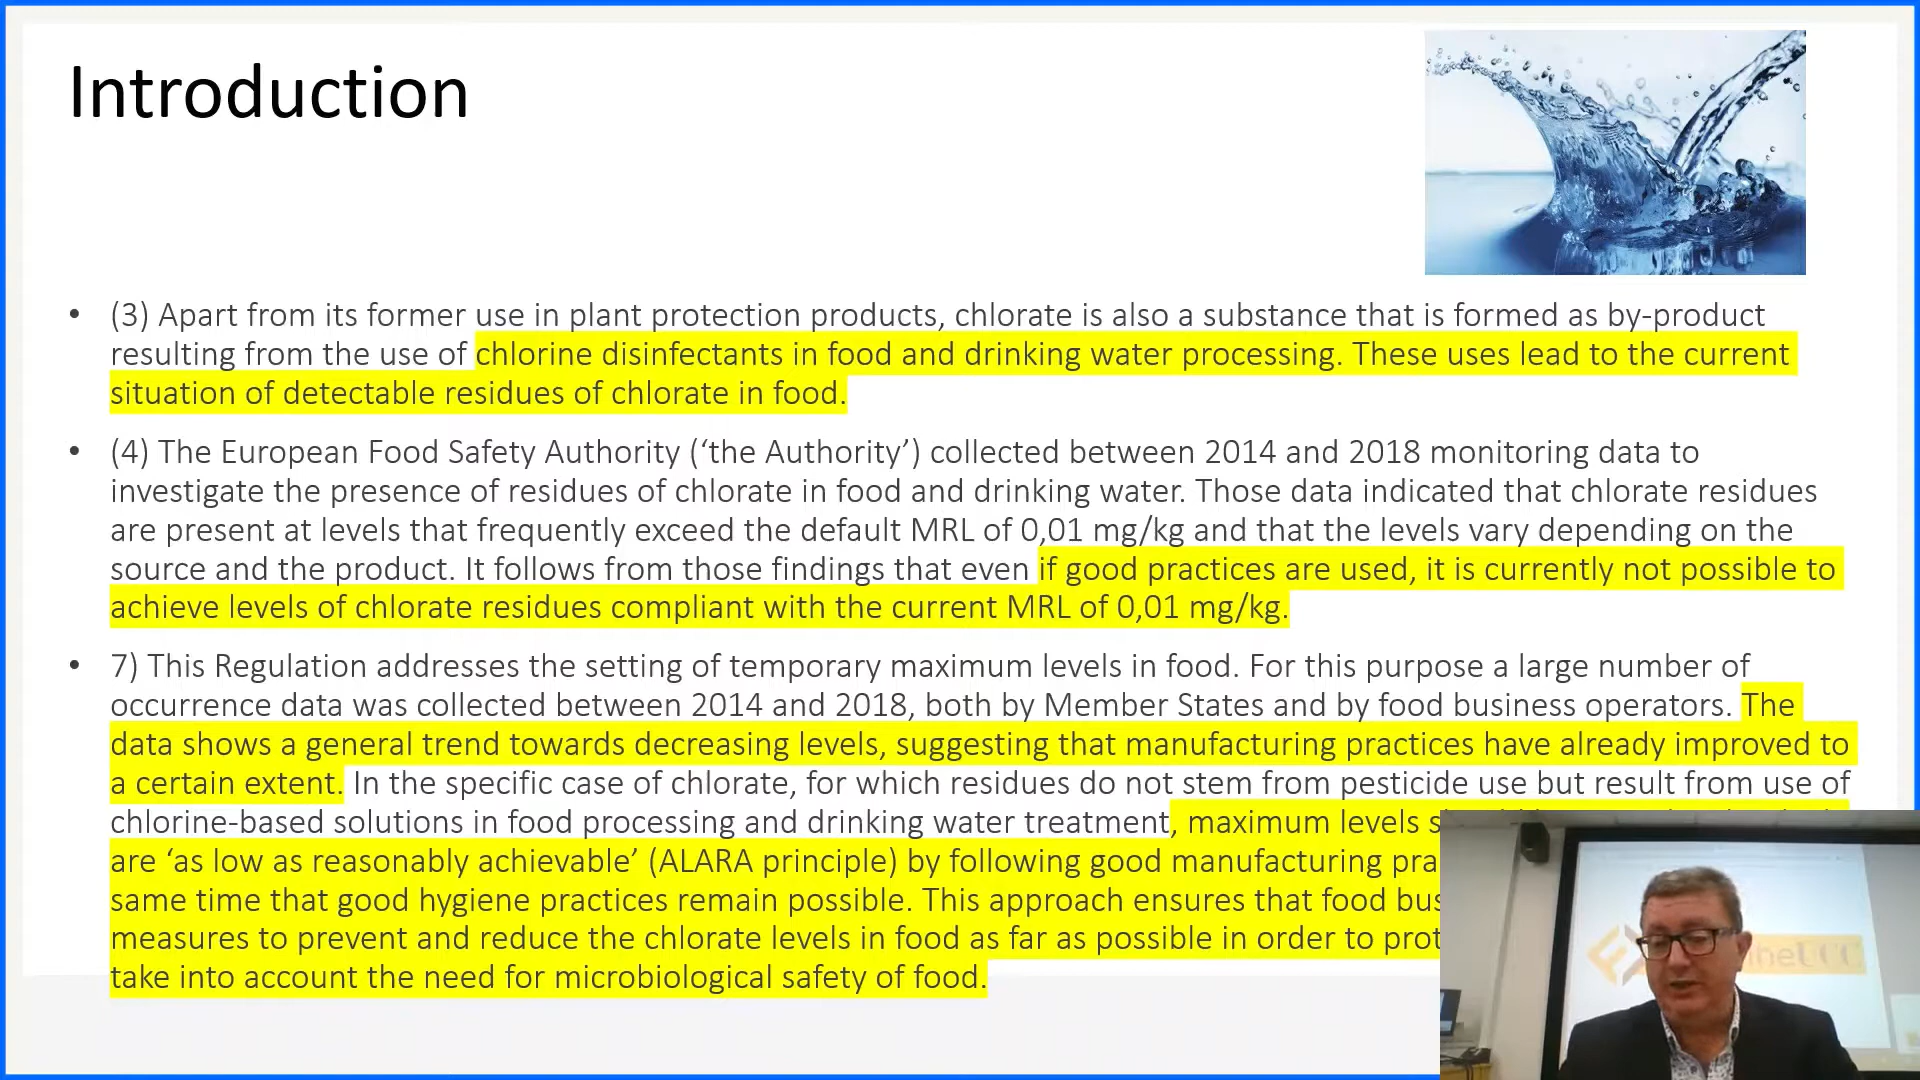 Introduction
• (3) Apart from its former use in plant protection products, chlorate is also a substance that is formed as by-product
resulting from the use of chlorine disinfectants in food and drinking water processing. These uses lead to the current
situation of detectable residues of chlorate in food.
• (4) The European Food Safety Authority (‘the Authority’) collected between 2014 and 2018 monitoring data to
investigate the presence of residues of chlorate in food and drinking water. Those data indicated that chlorate residues
are present at levels that frequently exceed the default MRL of 0,01 mg/kg and that the levels vary depending on the
source and the product. It follows from those findings that even if good practices are used, it is currently not possible to
achieve levels of chlorate residues compliant with the current MRL of 0,01 mg/kg.
• 7) This Regulation addresses the setting of temporary maximum levels in food. For this purpose a large number of
occurrence data was collected between 2014 and 2018, both by Member States and by food business operators. The
data shows a general trend towards decreasing levels, suggesting that manufacturing practices have already improved to
a certain extent. In the specific case of chlorate, for which residues do not stem from pesticide use but result from use of
chlorine-based solutions in food processing and drinking water treatment, maximum levels
are ‘as low as reasonably achievable’ (ALARA principle) by following good manufacturing
same time that good hygiene practices remain possible. This approach ensures that food
measures to prevent and reduce the chlorate levels in food as far as possible in order to
take into account the need for microbiological safety of food.